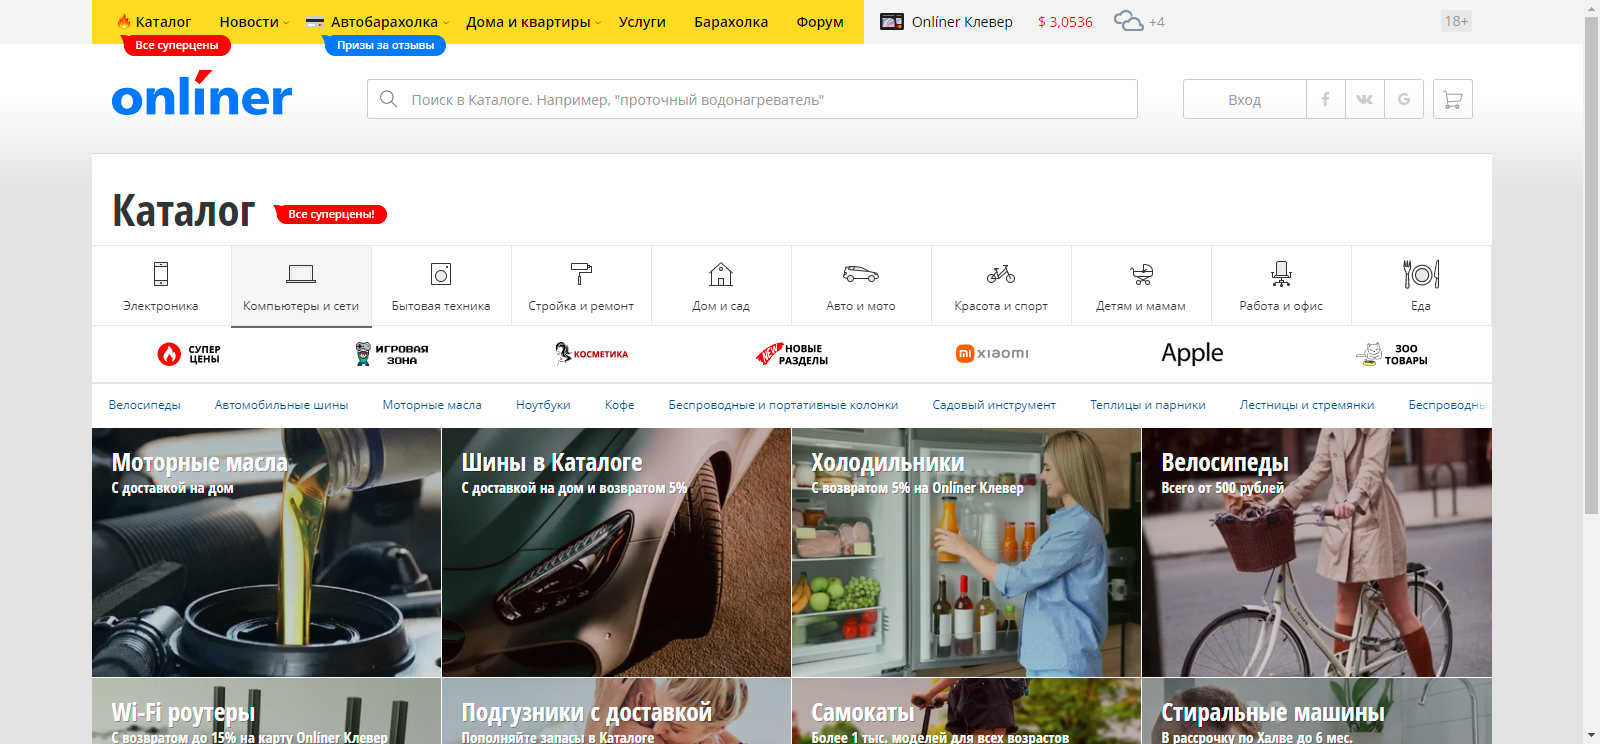 Каталог Новости Автобарахолка Дома и квартиры Услуги Барахолка Форум Onlíner Клевер $ 3,0536 +4 18+
Все суперцены Призы за отзывы
onlíner
Поиск в Каталоге. Например, "проточный водонагреватель"
Вход
Каталог
Все суперцены!
Электроника Компьютеры и сети Бытовая техника Стройка и ремонт Дом и сад Авто и мото Красота и спорт Детям и мамам Работа и офис Еда
СУПЕР
ЦЕНЫ
ИГРОВАЯ
ЗОНА
КОСМЕТИКА
NEW
НОВЫЕ
РАЗДЕЛЫ
mi xiaomi
Apple
ЗОО
ТОВАРЫ
Велосипеды Автомобильные шины Моторные масла Ноутбуки Кофе Беспроводные и портативные колонки Садовый инструмент Теплицы и парники Лестницы и стремянки Беспроводны
Моторные масла
С доставкой на дом
Шины в Каталоге
С доставкой на дом и возвратом 5%
Холодильники
С возвратом 5% на Onlíner Клевер
Велосипеды
Всего от 500 рублей
Wi-Fi роутеры
С возвратом до 15% на карту Onlíner Клевер
Подгузники с доставкой
Пополняйте запасы в Каталоге
Самокаты
Более 1 тыс. моделей для всех возрастов
Стиральные машины
В рассрочку по Халве до 6 мес.